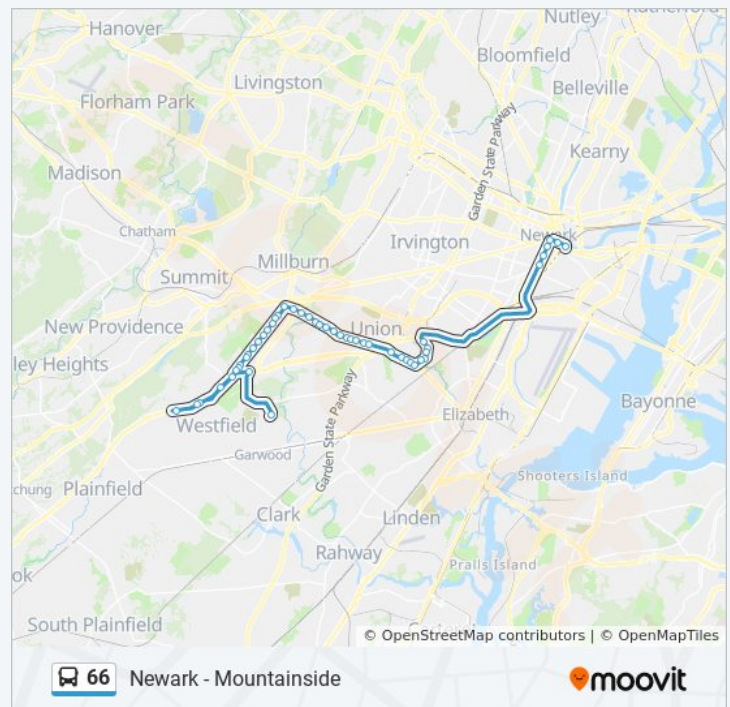 Rutherford
Nutley
Hanover
Bloomfield
Livingston
Belleville
Florham Park
Garden State Parkway
Kearny
Madison
Chatham
Irvington
Newark
Millburn
Summit
New Providence
Union
ley Heights
Bayonne
Elizabeth
Westfield
Garden State Parkway
Garwood
Shooters Island
chung
Plainfield
Clark
Linden
Rahway
Pralls Island
ok
South Plainfield
© OpenStreetMap contributors | © OpenMapTiles
66 Newark - Mountainside
moovit